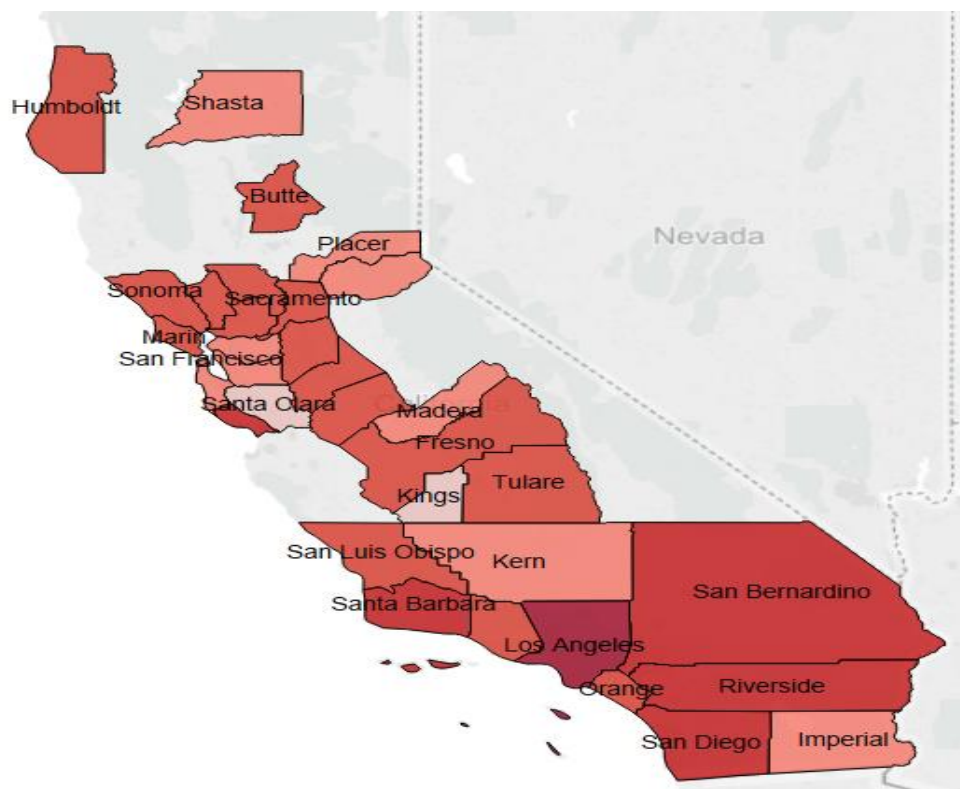 Humboldt
Shasta
Butte
Nevada
Placer
Sonoma
Sacramento
Marin
San Francisco
Santa Clara
Madera
Fresno
Tulare
Kings
San Luis Obispo
Kern
San Bernardino
Santa Barbara
Los Angeles
Orange
Riverside
San Diego
Imperial